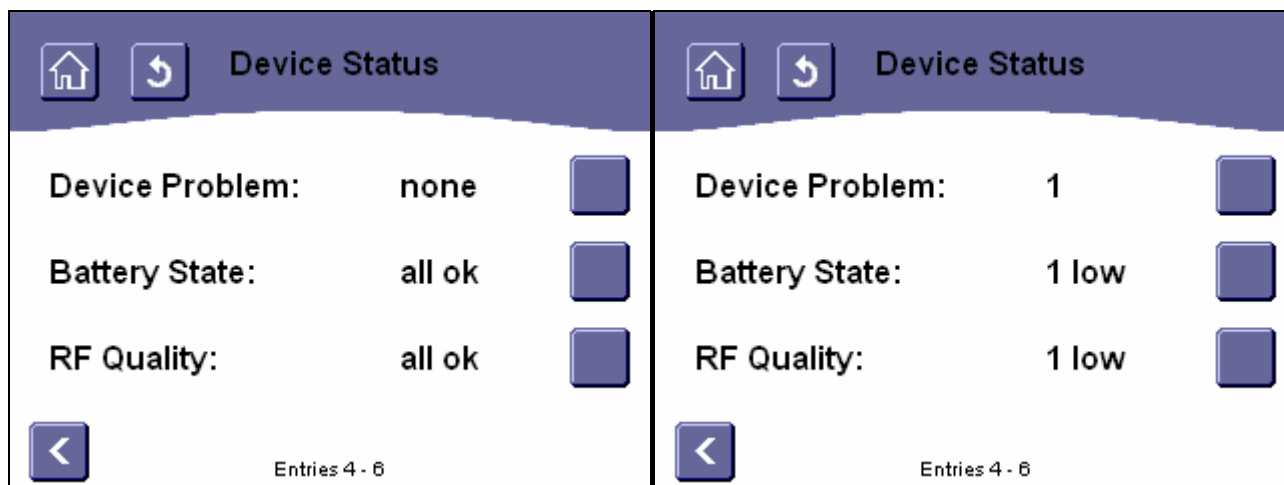 Device Status
Device Problem: none
Battery State: all ok
RF Quality: all ok
Entries 4 - 6
Device Status
Device Problem: 1
Battery State: 1 low
RF Quality: 1 low
Entries 4 - 6